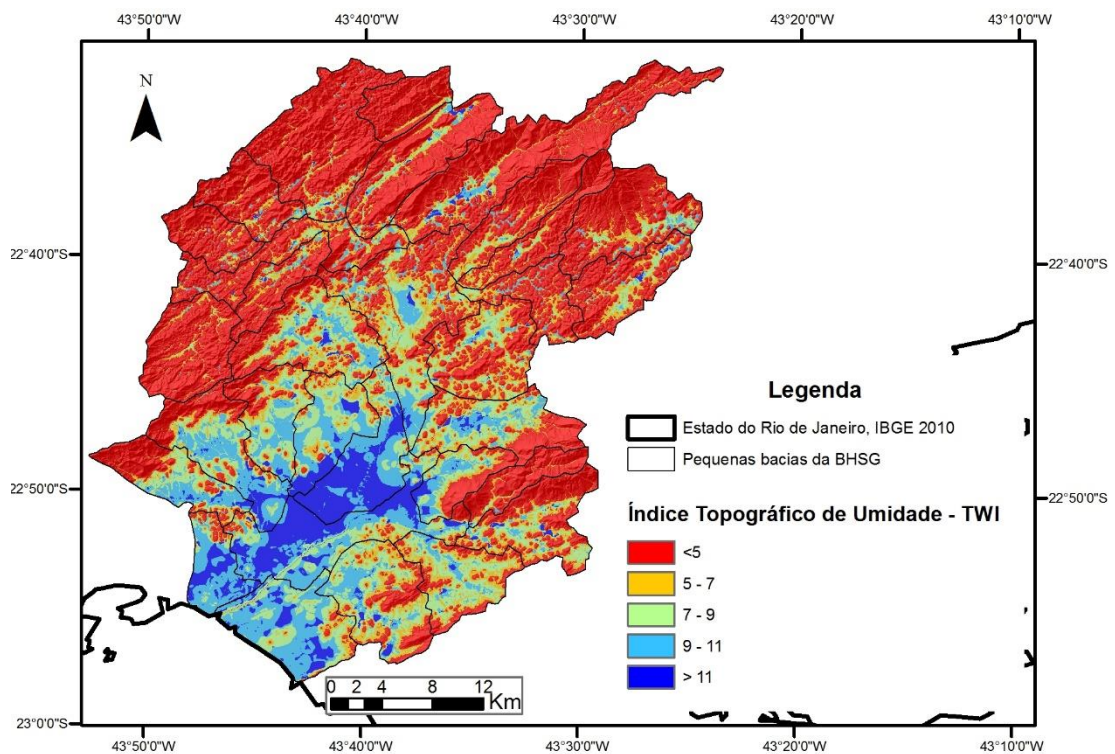 43°50'0"W 43°40'0"W 43°30'0"W 43°20'0"W 43°10'0"W
N
22°40'0"S 22°40'0"S
Legenda
Estado do Rio de Janeiro, IBGE 2010
Pequenas bacias da BHSG
22°50'0"S 22°50'0"S
Índice Topográfico de Umidade - TWI
<5
5 - 7
7 - 9
9 - 11
> 11
0 2 4 8 12 Km
23°0'0"S 23°0'0"S
43°50'0"W 43°40'0"W 43°30'0"W 43°20'0"W 43°10'0"W